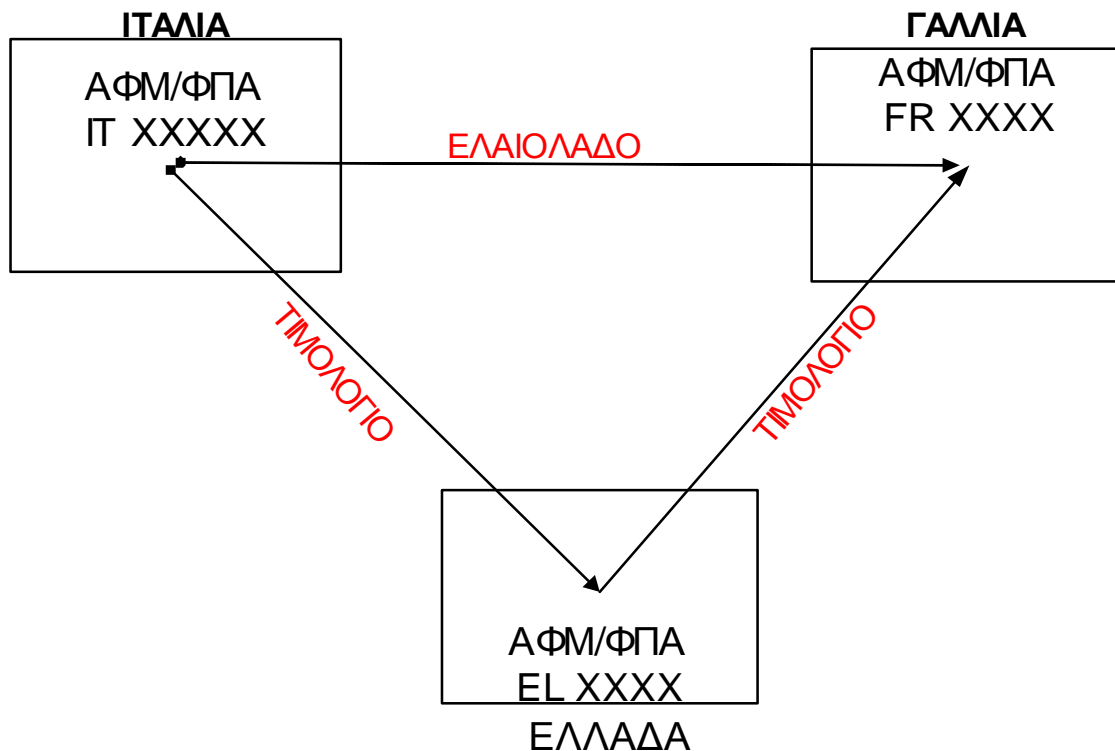 ΙΤΑΛΙΑ
ΓΑΛΛΙΑ
ΑΦΜ/ΦΠΑ
IT XXXXX
ΑΦΜ/ΦΠΑ
FR XXXX
ΕΛΑΙΟΛΑΔΟ
ΤΙΜΟΛΟΓΙΟ
ΤΙΜΟΛΟΓΙΟ
ΑΦΜ/ΦΠΑ
EL XXXX
ΕΛΛΑΔΑ